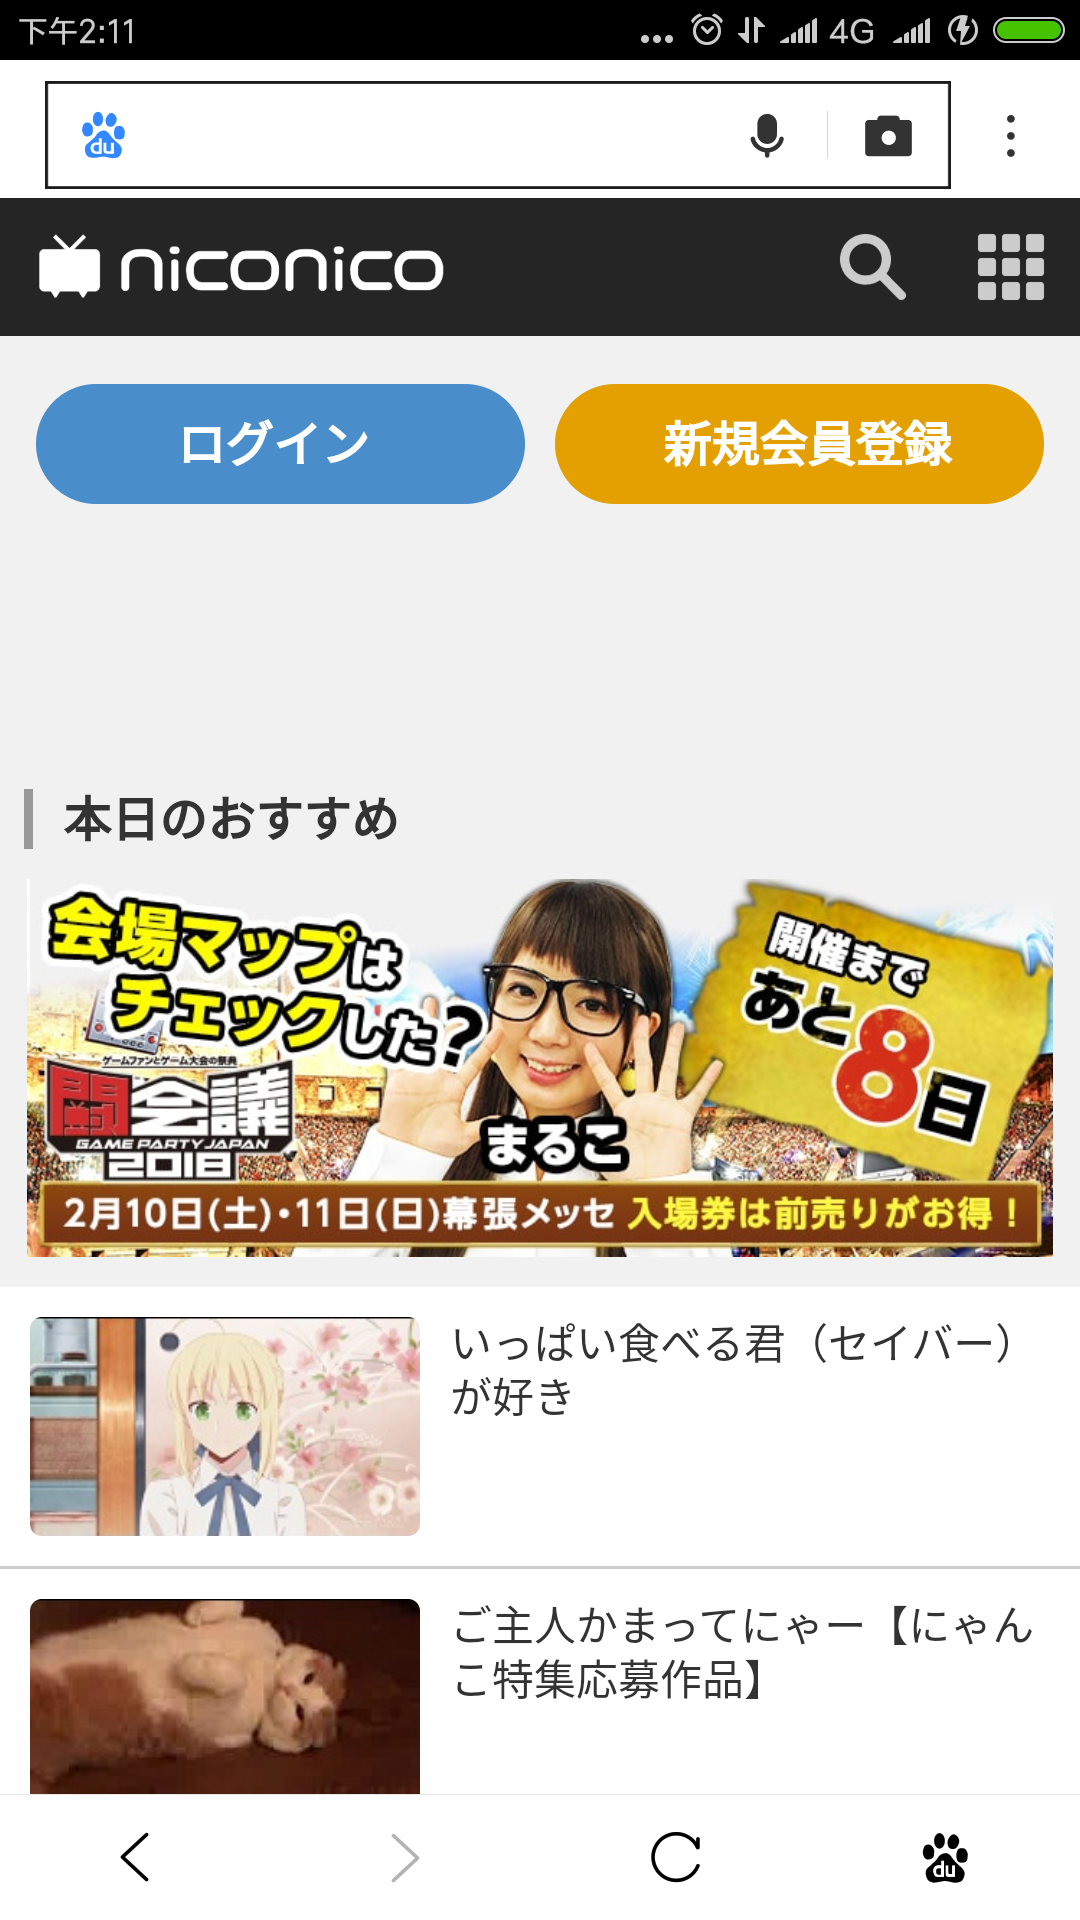 下午2:11
4G
du
niconico
ログイン
新規会員登録
本日のおすすめ
会場マップは
チェックした?
開催まで
あと8日
ゲームファンとゲーム大会の祭典
闘会議
GAME PARTY JAPAN
2018
まるこ
2月10日(土)・11日(日)幕張メッセ 入場券は前売りがお得！
いっぱい食べる君（セイバー）
が好き
ご主人かまってにゃー【にゃん
こ特集応募作品】
du